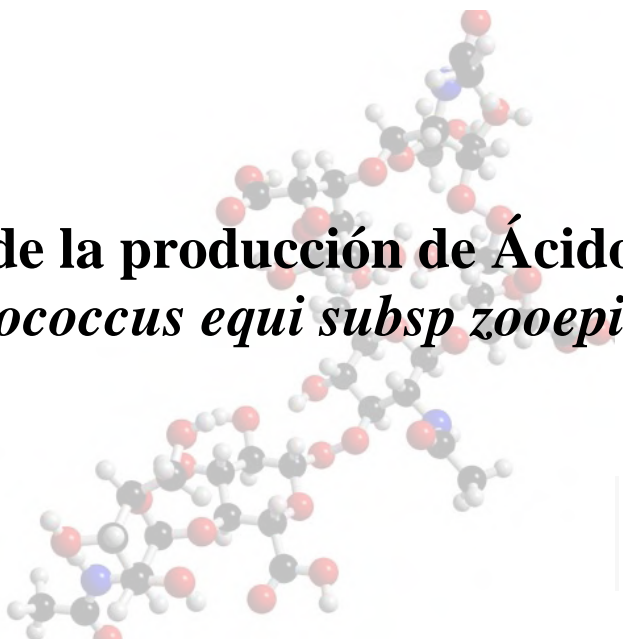 de la producción de Ácido
ococcus equi subsp zooepi